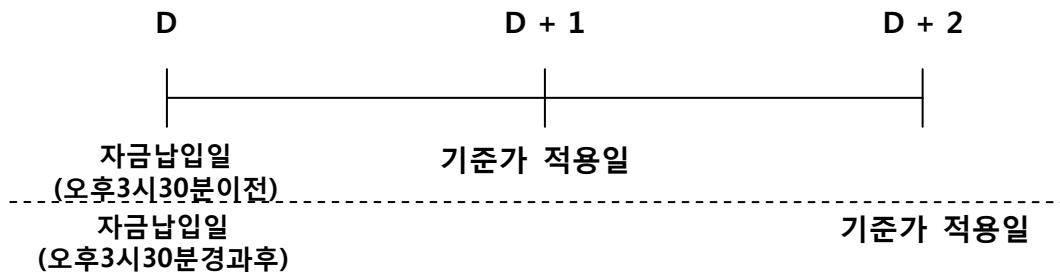 D D + 1 D + 2
자금납입일 기준가 적용일
(오후3시30분이전)
자금납입일 기준가 적용일
(오후3시30분경과후)